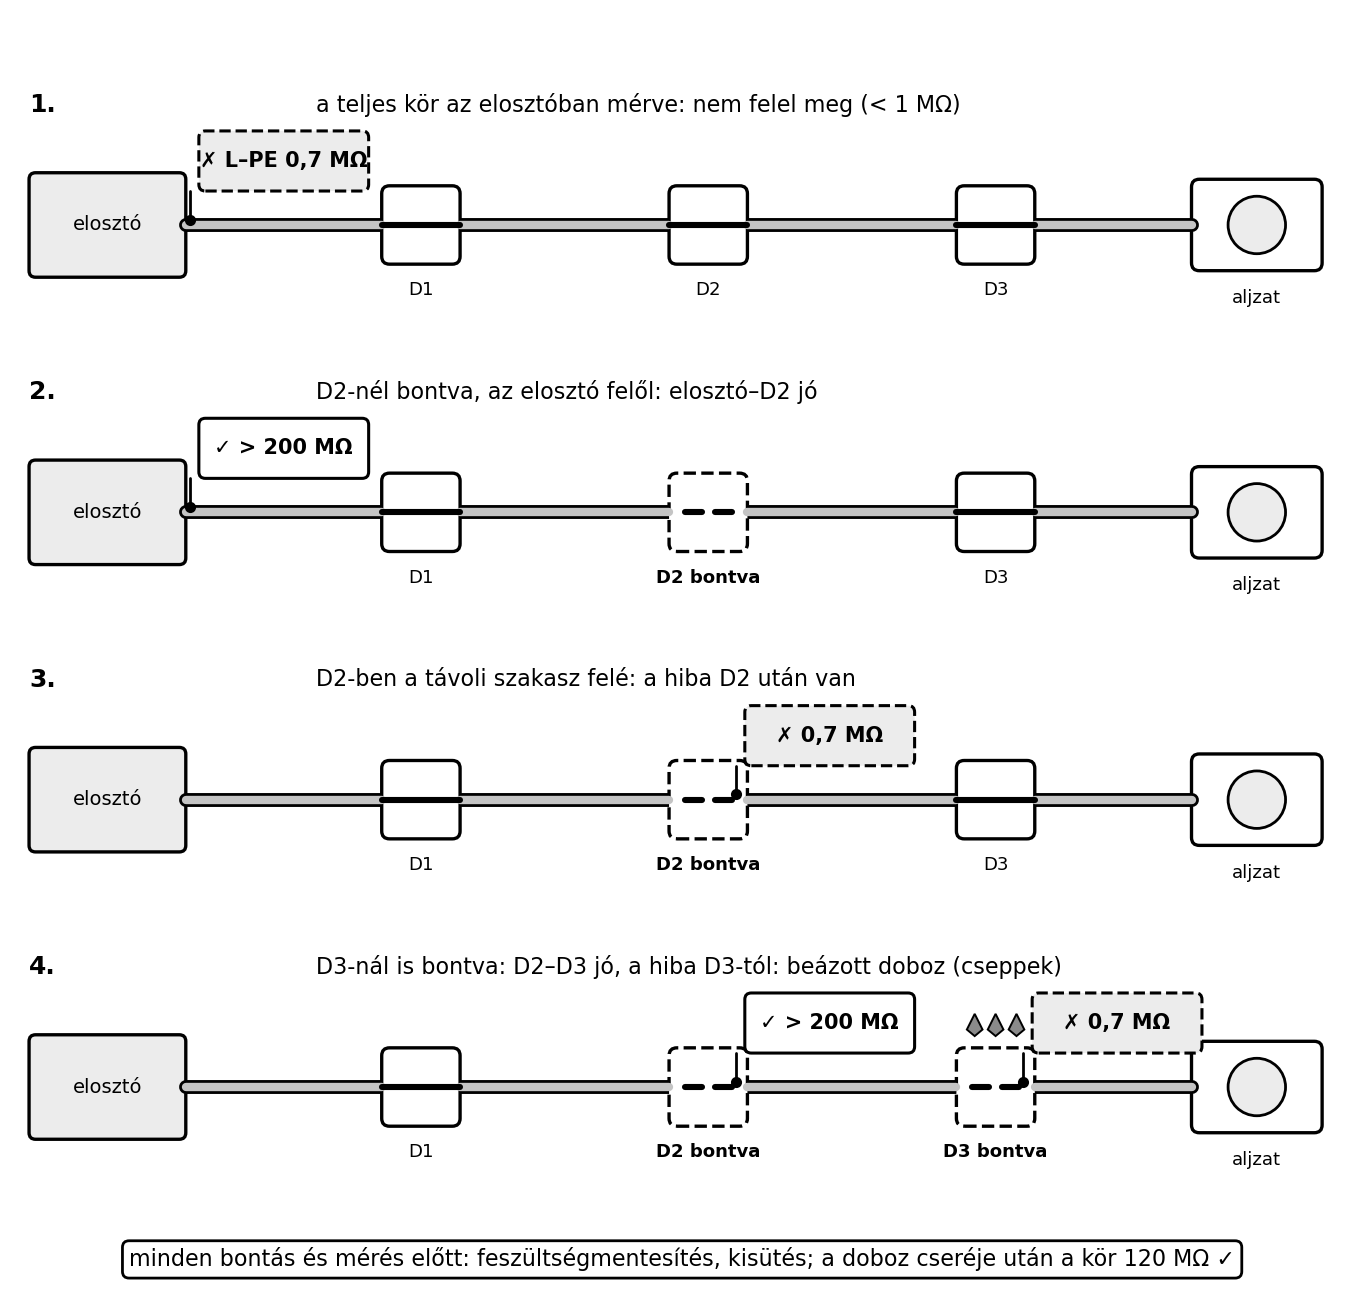 1.
a teljes kör az elosztóban mérve: nem felel meg (< 1 MΩ)
✗ L–PE 0,7 MΩ
elosztó
D1
D2
D3
aljzat
2.
D2-nél bontva, az elosztó felől: elosztó–D2 jó
✓ > 200 MΩ
elosztó
D1
D2 bontva
D3
aljzat
3.
D2-ben a távoli szakasz felé: a hiba D2 után van
✗ 0,7 MΩ
elosztó
D1
D2 bontva
D3
aljzat
4.
D3-nál is bontva: D2–D3 jó, a hiba D3-tól: beázott doboz (cseppek)
✓ > 200 MΩ
✗ 0,7 MΩ
elosztó
D1
D2 bontva
D3 bontva
aljzat
minden bontás és mérés előtt: feszültségmentesítés, kisütés; a doboz cseréje után a kör 120 MΩ ✓